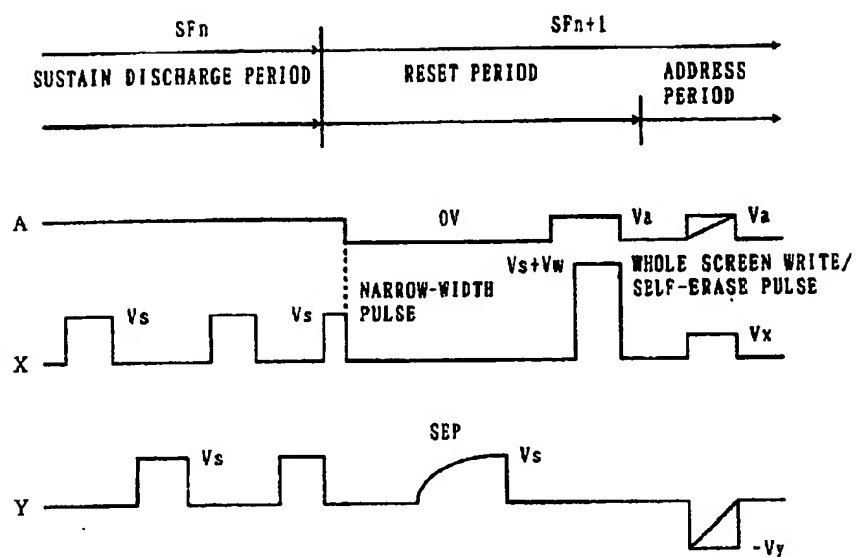 SFn SFn+1
SUSTAIN DISCHARGE PERIOD RESET PERIOD ADDRESS
PERIOD
A 0V Va Va
Vs+Vw WHOLE SCREEN WRITE/
SELF-ERASE PULSE
NARROW-WIDTH
PULSE
X Vs Vs Vx
SEP
Y Vs Vs
-Vy